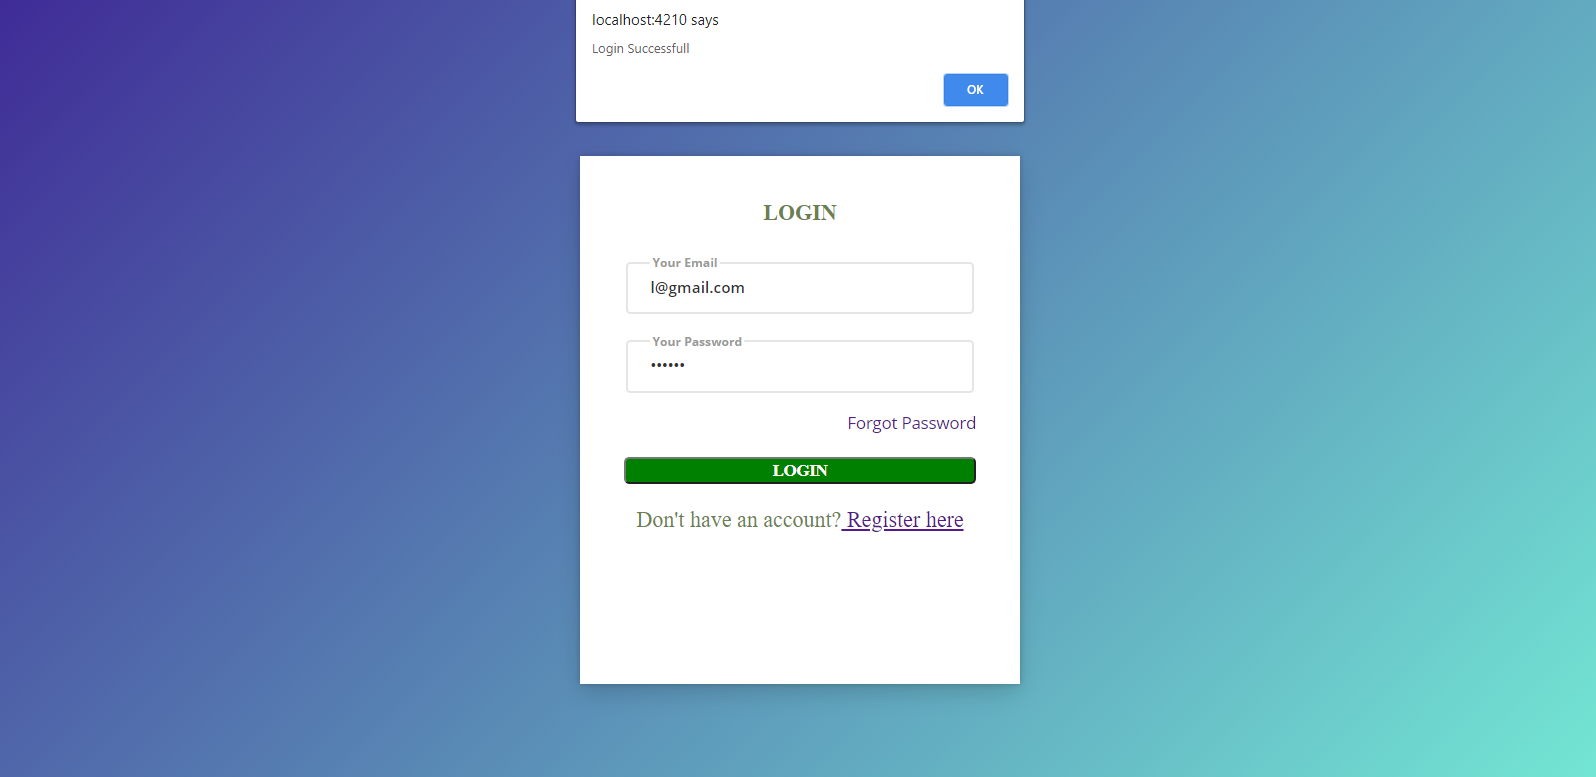 localhost:4210 says
Login Successfull
OK
LOGIN
Your Email
l@gmail.com
Your Password
••••••
Forgot Password
LOGIN
Don't have an account? Register here